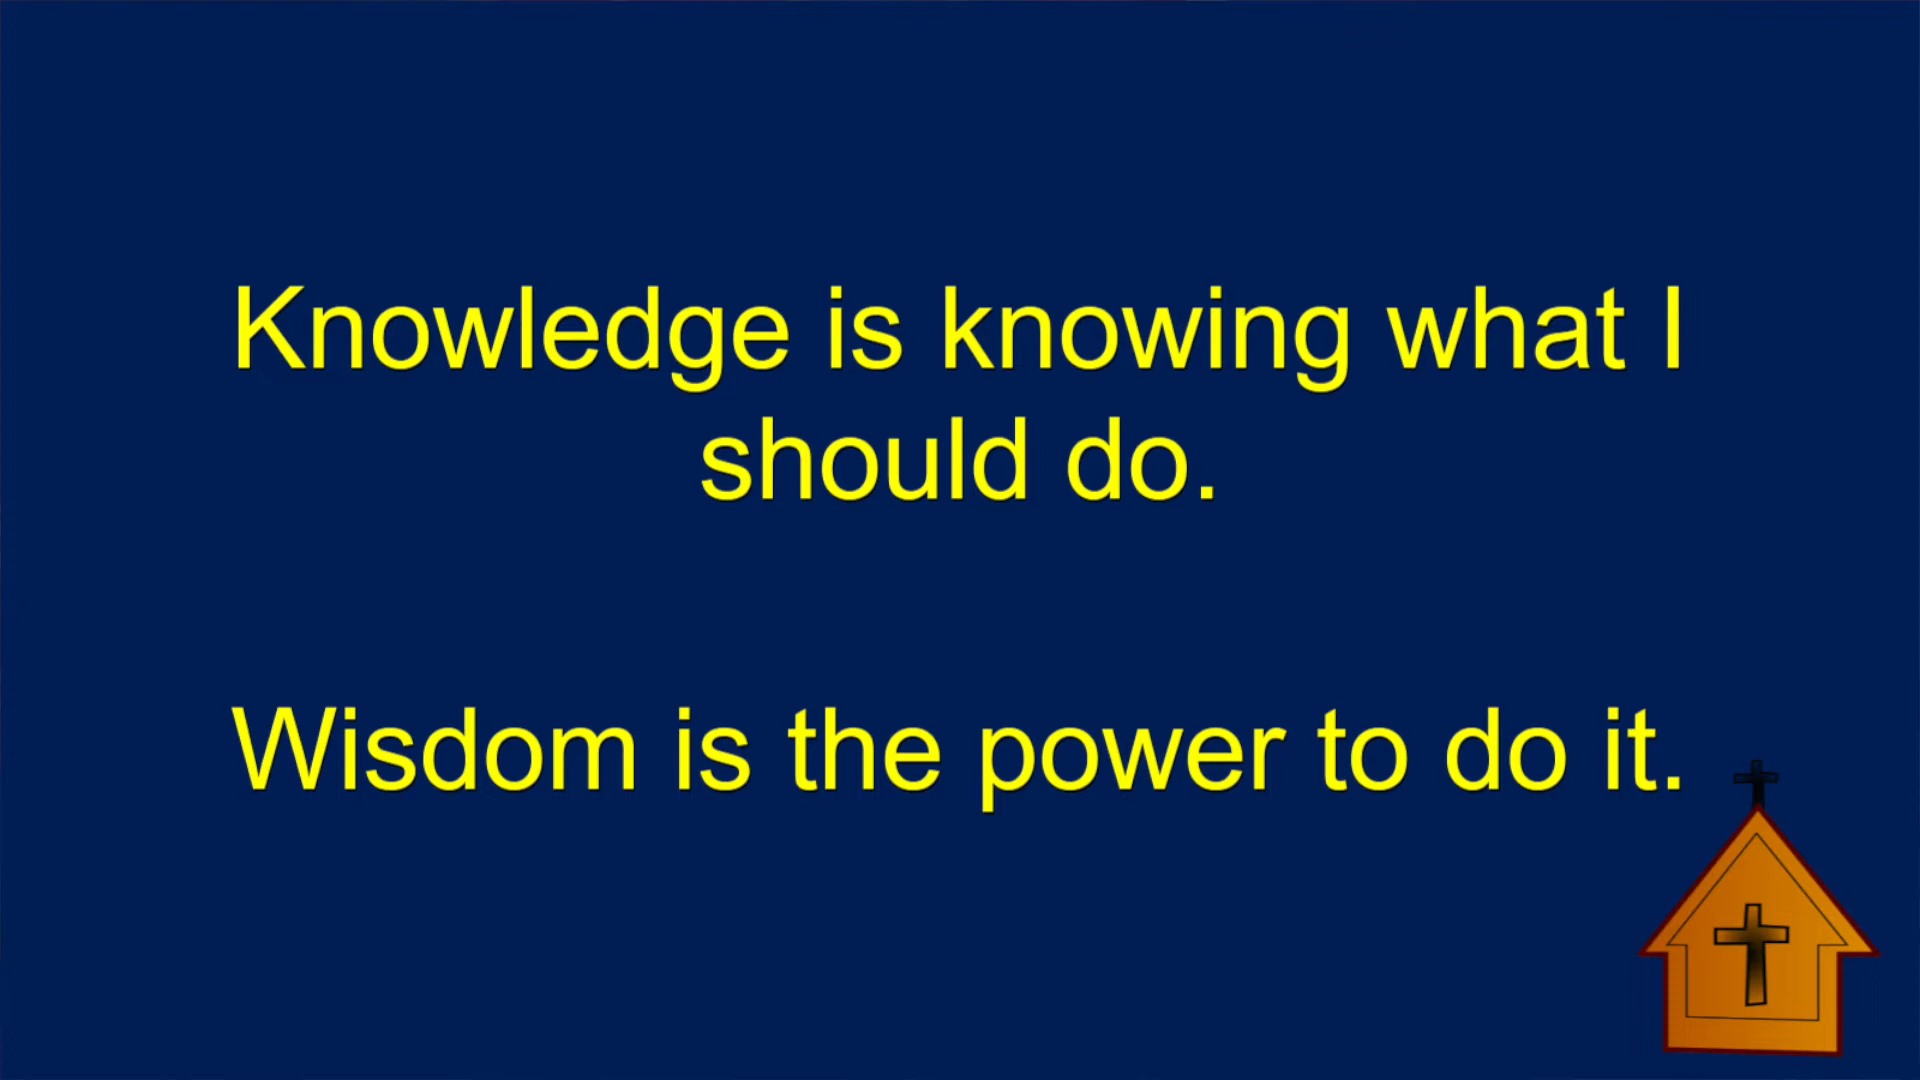 Knowledge is knowing what I
should do.
Wisdom is the power to do it.